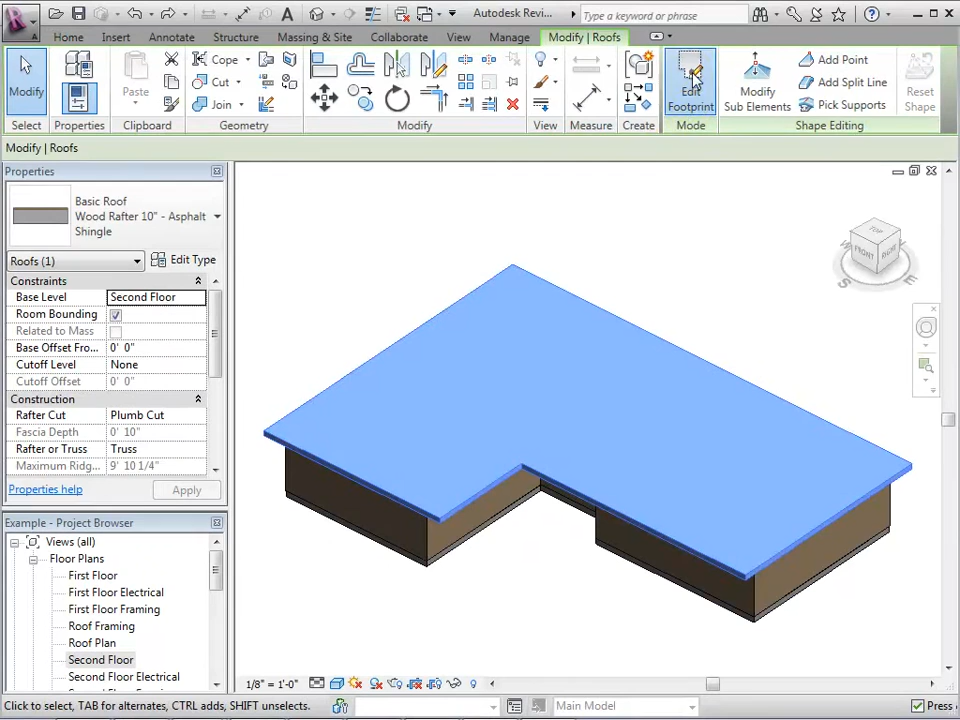 Autodesk Revi...
Type a keyword or phrase
Home Insert Annotate Structure Massing & Site Collaborate View Manage Modify | Roofs
Modify
Select
Properties
Paste
Clipboard
Cope
Cut
Join
Geometry
Modify
View
Measure
Create
Edit
Footprint
Mode
Modify
Sub Elements
Add Point
Add Split Line
Pick Supports
Reset
Shape
Shape Editing
Modify | Roofs
Properties
Basic Roof
Wood Rafter 10" - Asphalt
Shingle
Roofs (1) Edit Type
Constraints
Base Level Second Floor
Room Bounding
Related to Mass
Base Offset Fro... 0' 0"
Cutoff Level None
Cutoff Offset 0' 0"
Construction
Rafter Cut Plumb Cut
Fascia Depth 0' 10"
Rafter or Truss Truss
Maximum Ridg... 9' 10 1/4"
Properties help Apply
Example - Project Browser
Views (all)
Floor Plans
First Floor
First Floor Electrical
First Floor Framing
Roof Framing
Roof Plan
Second Floor
Second Floor Electrical
TOP
FRONT
RIGHT
W
S
E
1/8" = 1'-0"
Click to select, TAB for alternates, CTRL adds, SHIFT unselects.
Main Model
Press